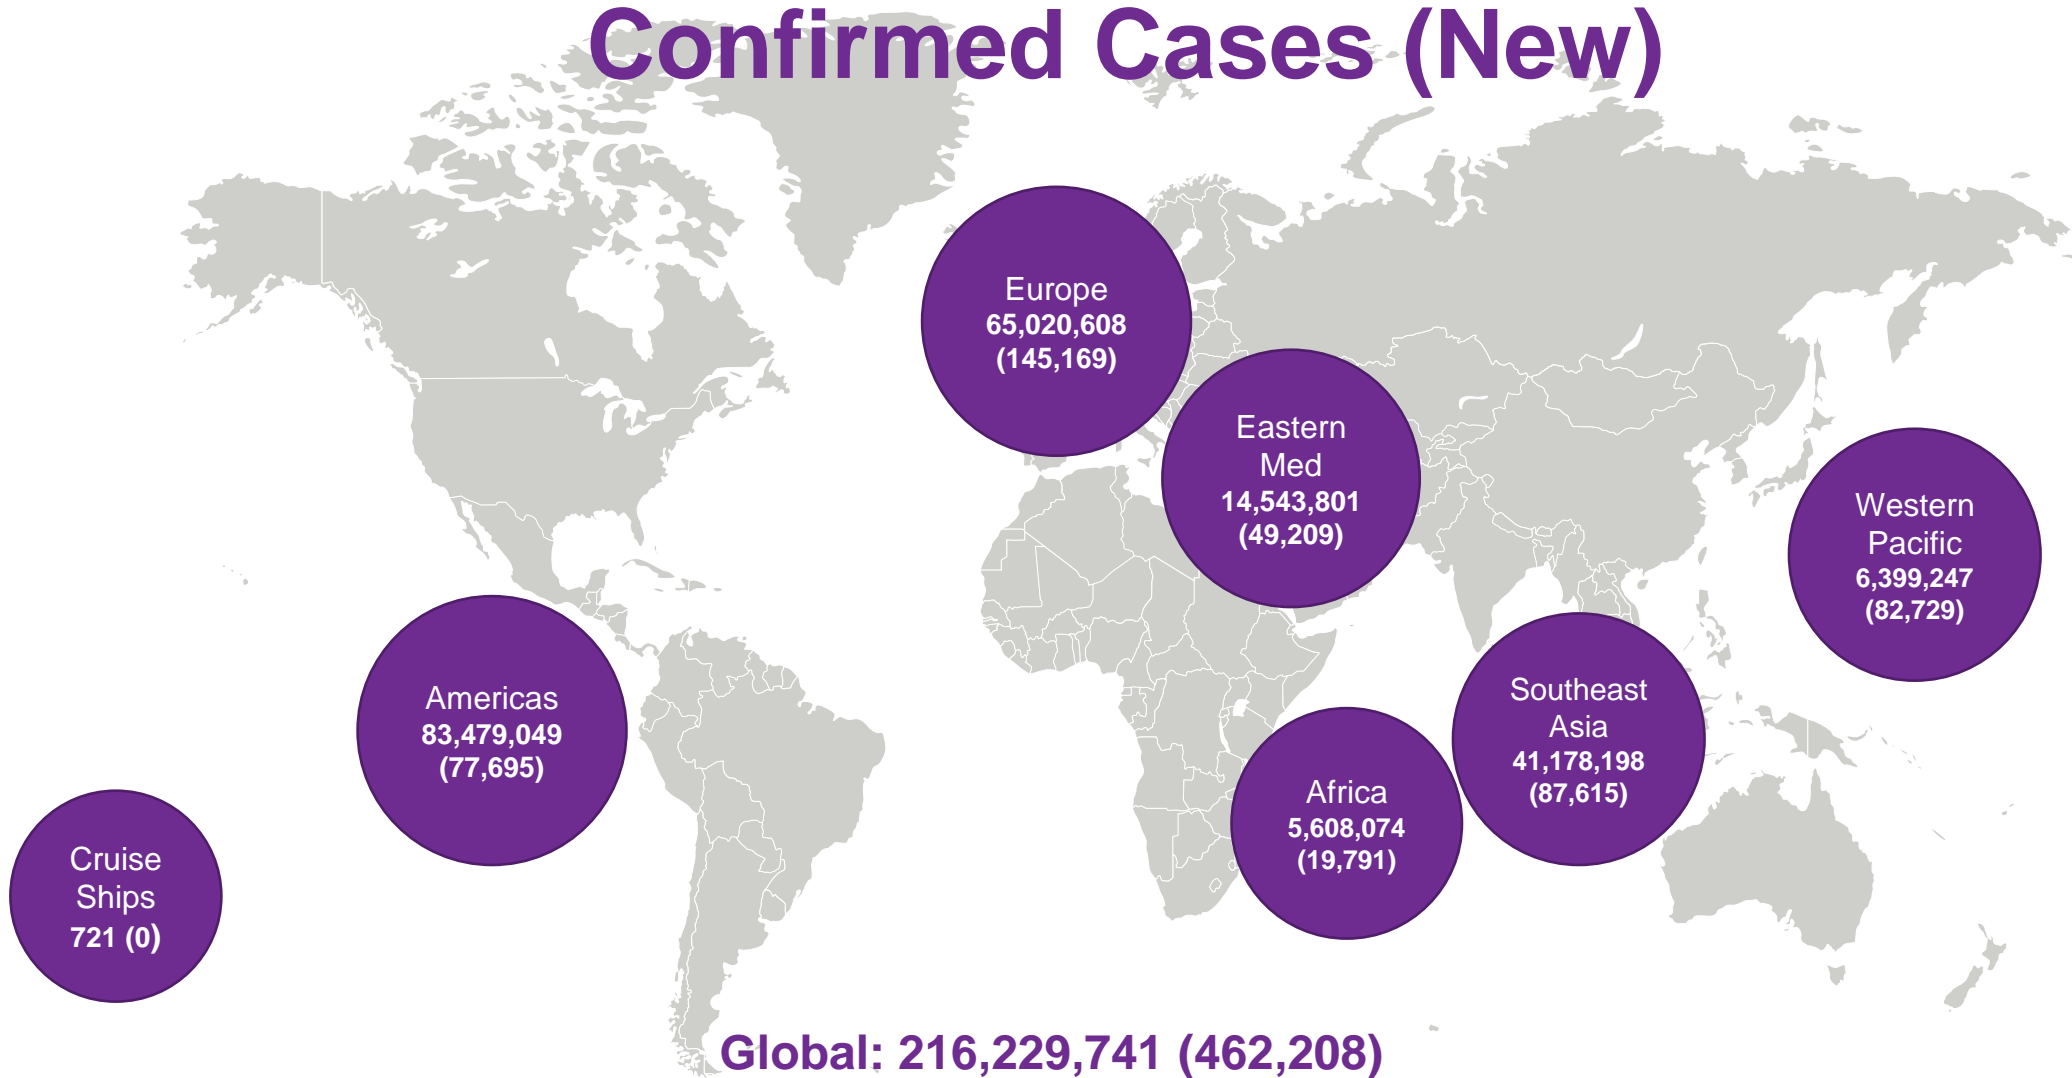 Confirmed Cases (New)
Europe
65,020,608
(145,169)
Eastern
Med
14,543,801
(49,209)
Western
Pacific
6,399,247
(82,729)
Americas
83,479,049
(77,695)
Southeast
Asia
41,178,198
(87,615)
Africa
5,608,074
(19,791)
Cruise
Ships
721 (0)
Global: 216,229,741 (462,208)